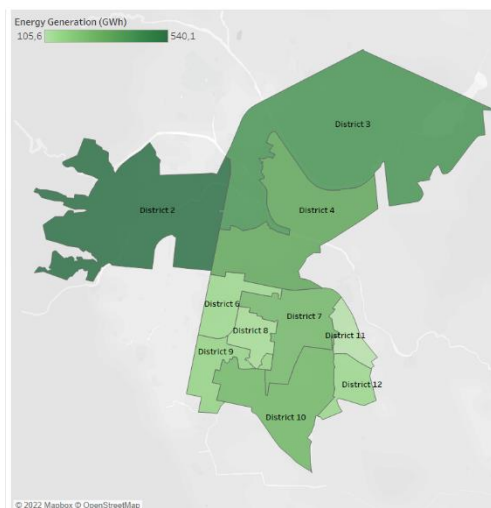 Energy Generation (GWh)
105,6 540,1
District 3
District 2
District 4
District 6
District 7
District 8
District 11
District 9
District 12
District 10
© 2022 Mapbox © OpenStreetMap